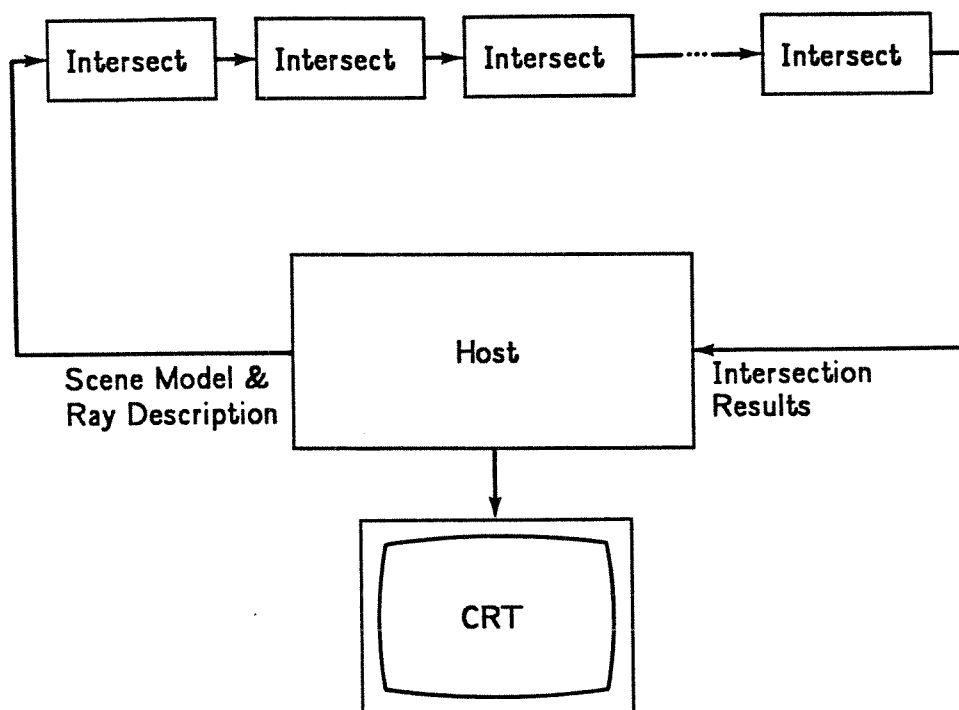 Intersect
Intersect
Intersect
Intersect
Host
Scene Model &
Ray Description
Intersection
Results
CRT